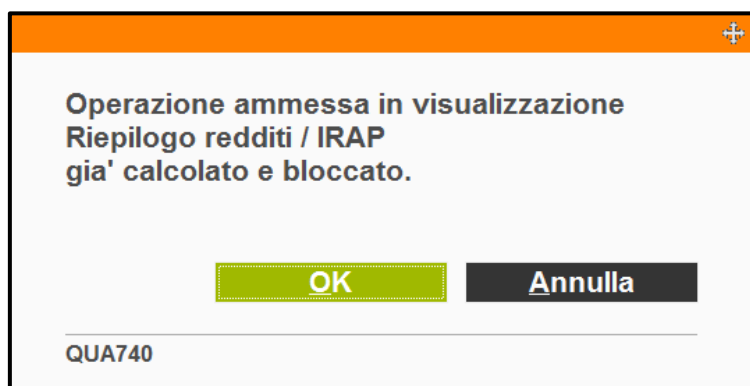 Operazione ammessa in visualizzazione
Riepilogo redditi / IRAP
gia' calcolato e bloccato.
OK
Annulla
QUA740